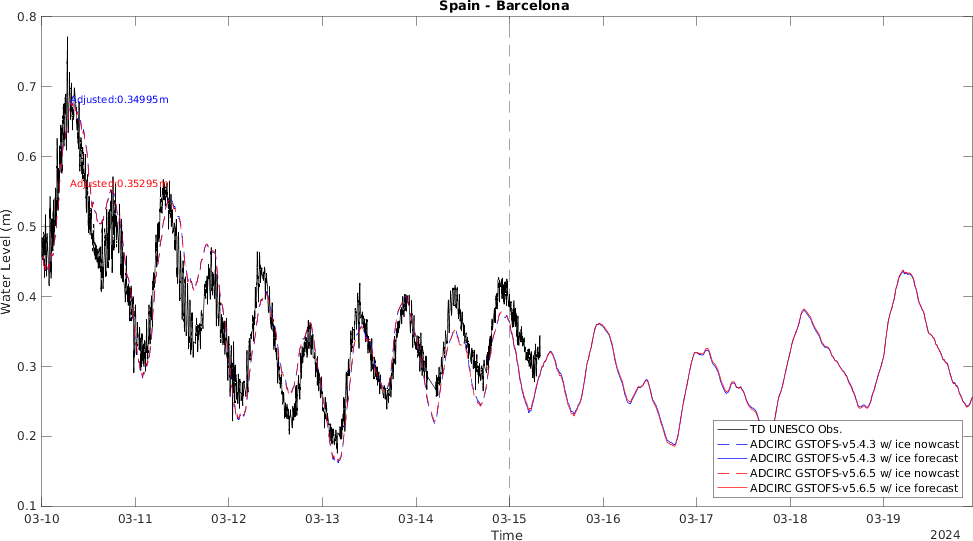 Spain - Barcelona
0.8
0.7
0.6
0.5
0.4
0.3
0.2
0.1
Water Level (m)
Adjusted:0.34995m
Adjusted:0.35295m
TD UNESCO Obs.
ADCIRC GSTOFS-v5.4.3 w/ ice nowcast
ADCIRC GSTOFS-v5.4.3 w/ ice forecast
ADCIRC GSTOFS-v5.6.5 w/ ice nowcast
ADCIRC GSTOFS-v5.6.5 w/ ice forecast
03-10 03-11 03-12 03-13 03-14 03-15 03-16 03-17 03-18 03-19
Time
2024